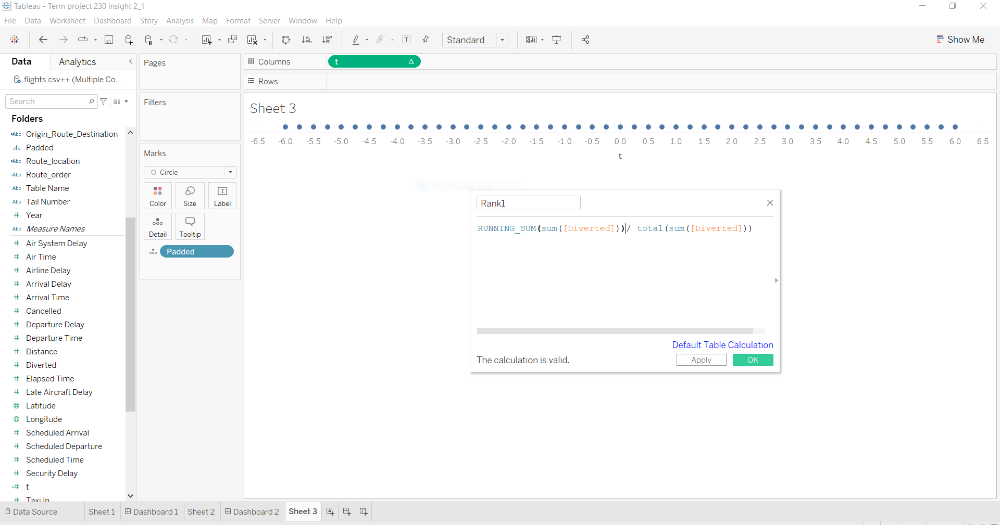 Tableau - Term project 230 insight 2_1
File Data Worksheet Dashboard Story Analysis Map Format Server Window Help
Standard
Show Me
Data Analytics
flights.csv++ (Multiple Co...
Search
Folders
Abc Origin_Route_Destination
Padded
Abc Route_location
Abc Route_order
Abc Table Name
Abc Tail Number
Year
Abc Measure Names
Air System Delay
Air Time
Airline Delay
Arrival Delay
Arrival Time
Cancelled
Departure Delay
Departure Time
Distance
Diverted
Elapsed Time
Late Aircraft Delay
Latitude
Longitude
Scheduled Arrival
Scheduled Departure
Scheduled Time
Security Delay
t
Taxi In
Pages
Filters
Marks
Circle
Color Size Label
Detail Tooltip
Padded
Columns t
Rows
Sheet 3
-6.5 -6.0 -5.5 -5.0 -4.5 -4.0 -3.5 -3.0 -2.5 -2.0 -1.5 -1.0 -0.5 0.0 0.5 1.0 1.5 2.0 2.5 3.0 3.5 4.0 4.5 5.0 5.5 6.0 6.5
t
Rectangular Snip
Rank1
RUNNING_SUM(sum([Diverted]))/ total(sum([Diverted]))
Default Table Calculation
The calculation is valid.
Apply OK
Data Source Sheet 1 Dashboard 1 Sheet 2 Dashboard 2 Sheet 3